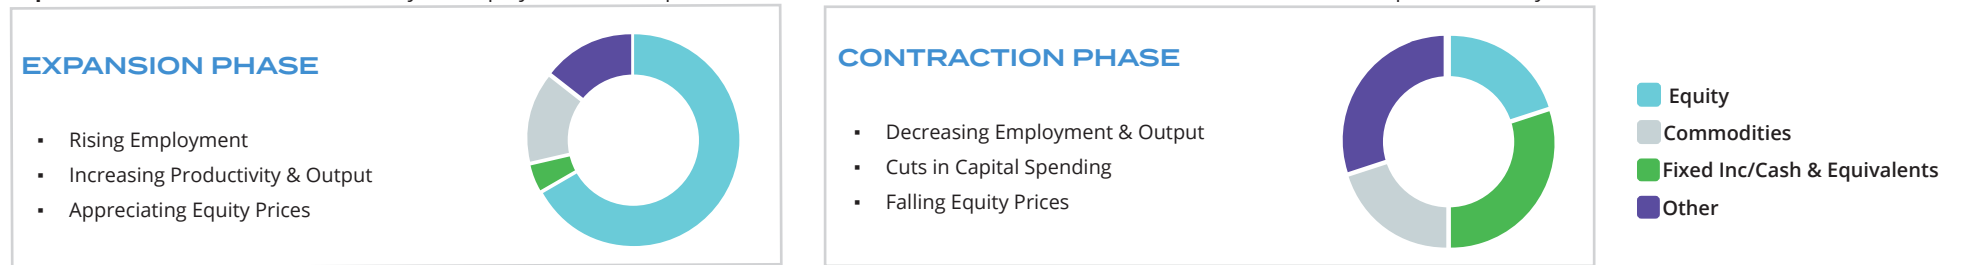 EXPANSION PHASE
▪ Rising Employment
▪ Increasing Productivity & Output
▪ Appreciating Equity Prices
CONTRACTION PHASE
▪ Decreasing Employment & Output
▪ Cuts in Capital Spending
▪ Falling Equity Prices
Equity
Commodities
Fixed Inc/Cash & Equivalents
Other